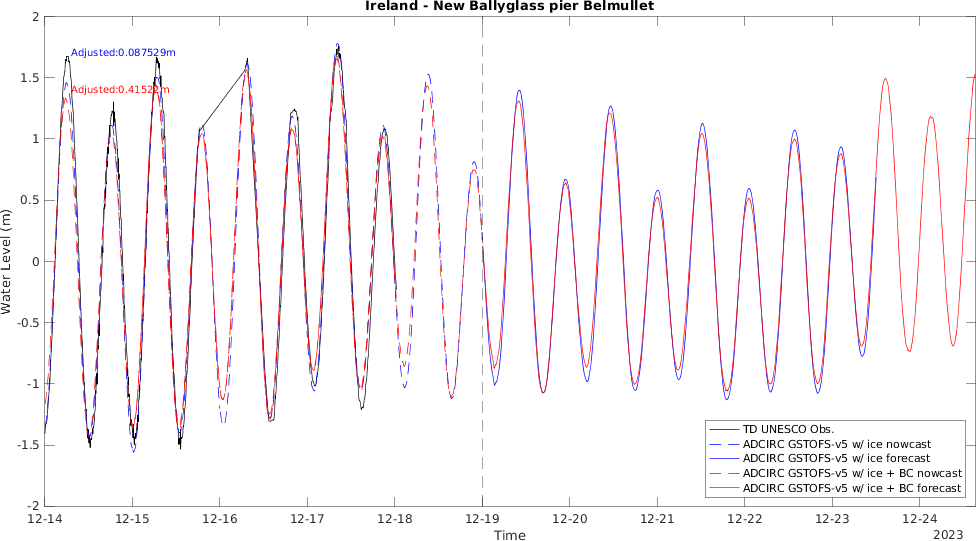 Ireland - New Ballyglass pier Belmullet
2
1.5
1
0.5
0
-0.5
-1
-1.5
-2
Water Level (m)
Adjusted:0.087529m
Adjusted:0.41522m
TD UNESCO Obs.
ADCIRC GSTOFS-v5 w/ ice nowcast
ADCIRC GSTOFS-v5 w/ ice forecast
ADCIRC GSTOFS-v5 w/ ice + BC nowcast
ADCIRC GSTOFS-v5 w/ ice + BC forecast
12-14 12-15 12-16 12-17 12-18 12-19 12-20 12-21 12-22 12-23 12-24
Time
2023